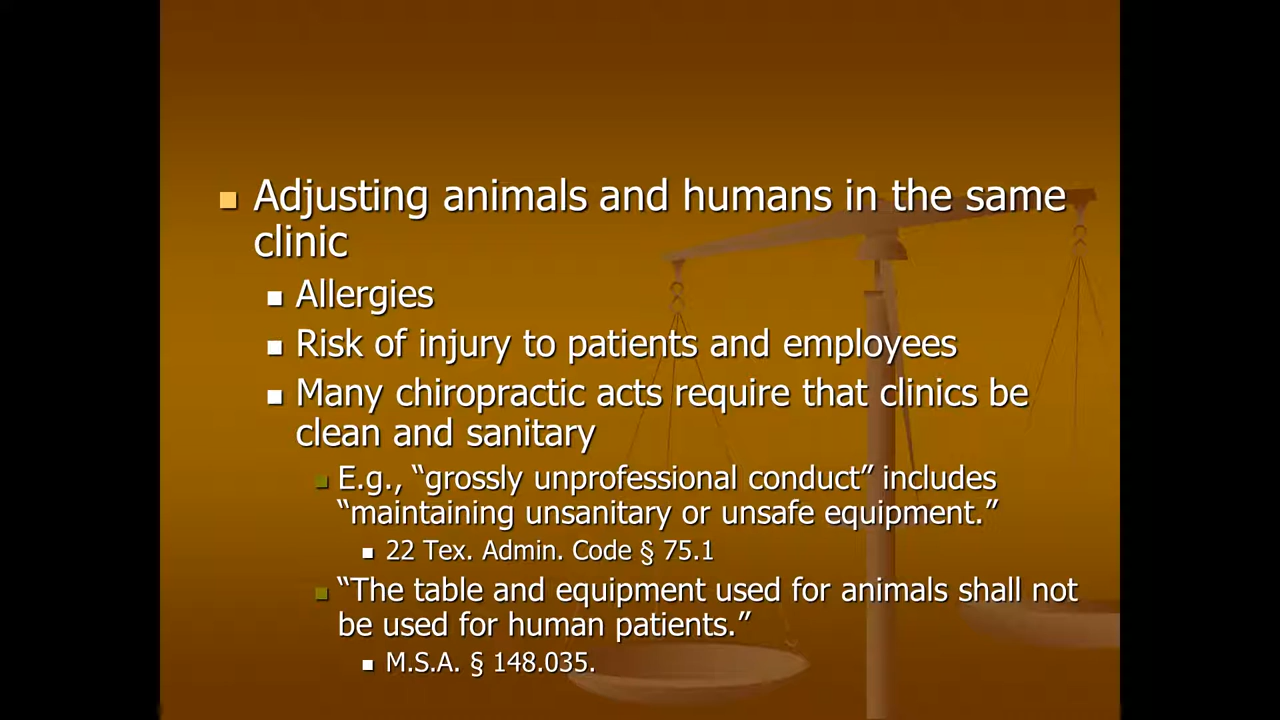 Adjusting animals and humans in the same
clinic
Allergies
Risk of injury to patients and employees
Many chiropractic acts require that clinics be
clean and sanitary
E.g., “grossly unprofessional conduct” includes
“maintaining unsanitary or unsafe equipment.”
22 Tex. Admin. Code § 75.1
“The table and equipment used for animals shall not
be used for human patients.”
M.S.A. § 148.035.